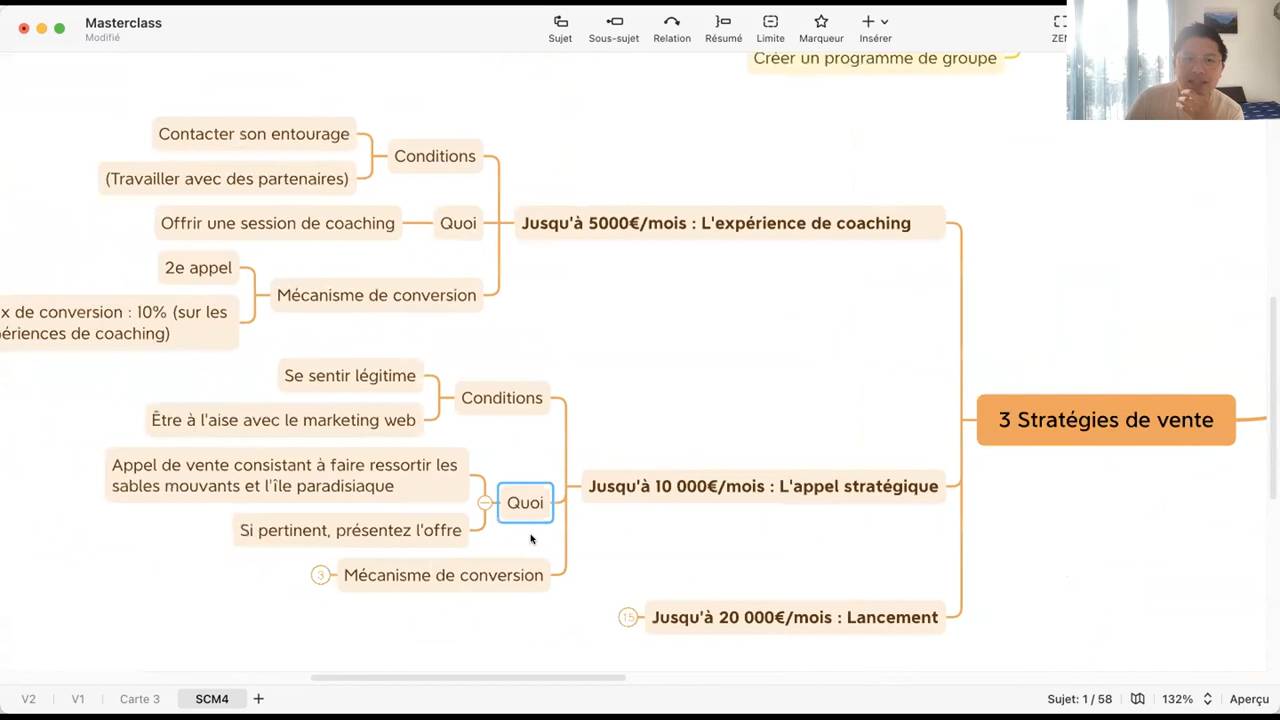 Masterclass
Modifié
Sujet
Sous-sujet
Relation
Résumé
Limite
Marqueur
Insérer
Créer un programme de groupe
Contacter son entourage
Conditions
(Travailler avec des partenaires)
Offrir une session de coaching
Quoi
Jusqu'à 5000€/mois : L'expérience de coaching
2e appel
Mécanisme de conversion
de conversion : 10% (sur les
de coaching)
Se sentir légitime
Conditions
Être à l'aise avec le marketing web
3 Stratégies de vente
Appel de vente consistant à faire ressortir les
sables mouvants et l'île paradisiaque
Jusqu'à 10 000€/mois : L'appel stratégique
Quoi
Si pertinent, présentez l'offre
3
Mécanisme de conversion
15
Jusqu'à 20 000€/mois : Lancement
V2
V1
Carte 3
SCM4
Sujet: 1 / 58
132%
Aperçu